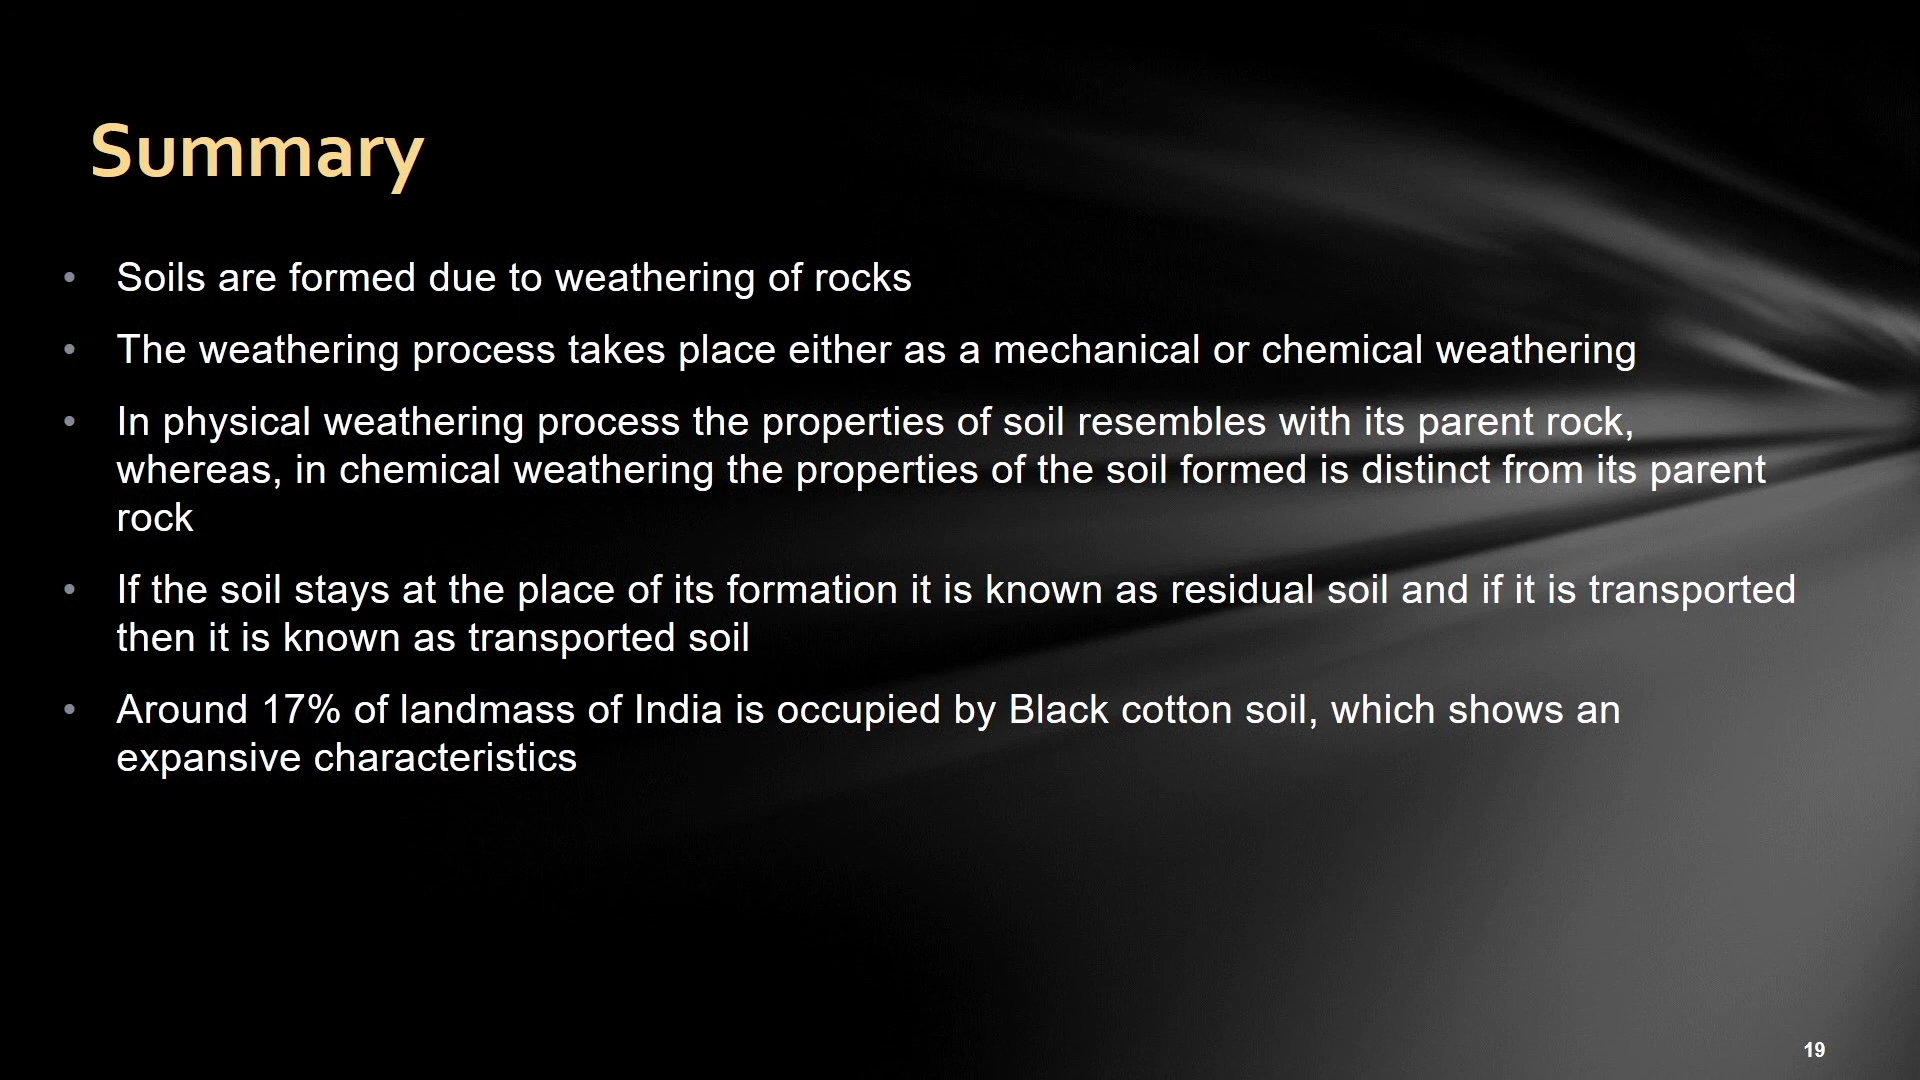 Summary
• Soils are formed due to weathering of rocks
• The weathering process takes place either as a mechanical or chemical weathering
• In physical weathering process the properties of soil resembles with its parent rock,
whereas, in chemical weathering the properties of the soil formed is distinct from its parent
rock
• If the soil stays at the place of its formation it is known as residual soil and if it is transported
then it is known as transported soil
• Around 17% of landmass of India is occupied by Black cotton soil, which shows an
expansive characteristics
19